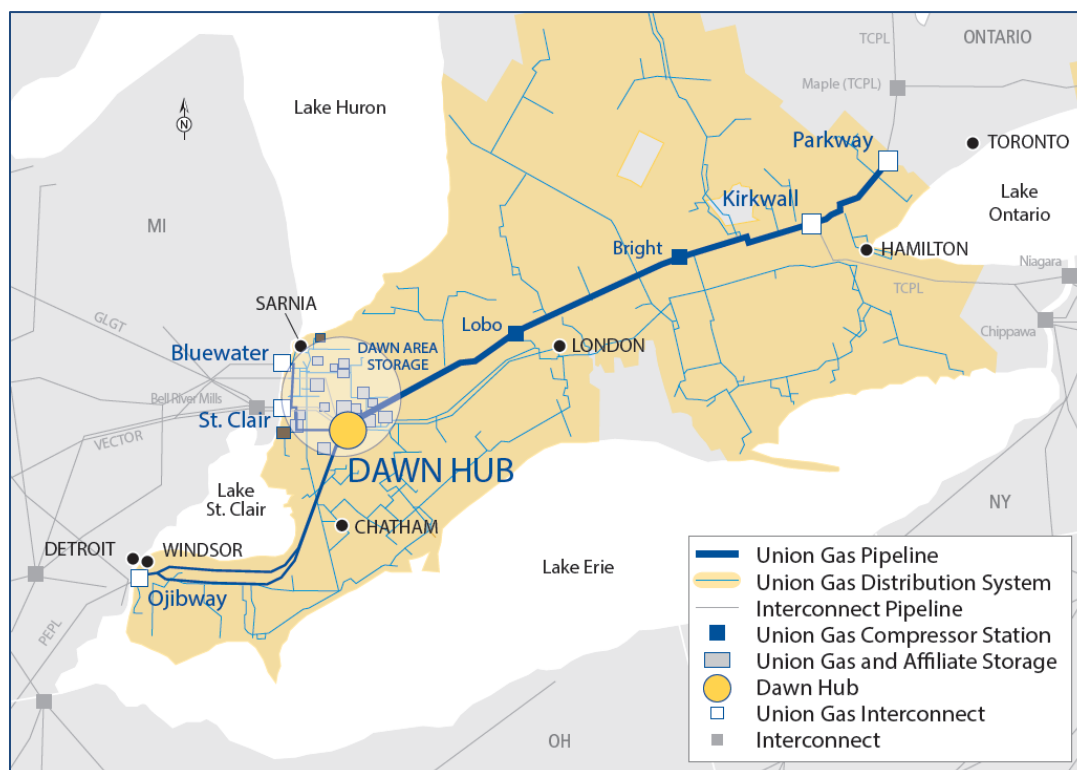 TCPL
ONTARIO
Maple (TCPL)
Lake Huron
N
Parkway
TORONTO
Lake
Ontario
Kirkwall
MI
Bright
HAMILTON
Niagara
TCPL
SARNIA
GLGT
Lobo
Chippawa
Bluewater
DAWN AREA
STORAGE
LONDON
Bell River Mills
St. Clair
VECTOR
DAWN HUB
Lake
St. Clair
NY
CHATHAM
DETROIT
WINDSOR
Lake Erie
Ojibway
PEPL
OH
Union Gas Pipeline
Union Gas Distribution System
Interconnect Pipeline
Union Gas Compressor Station
Union Gas and Affiliate Storage
Dawn Hub
Union Gas Interconnect
Interconnect